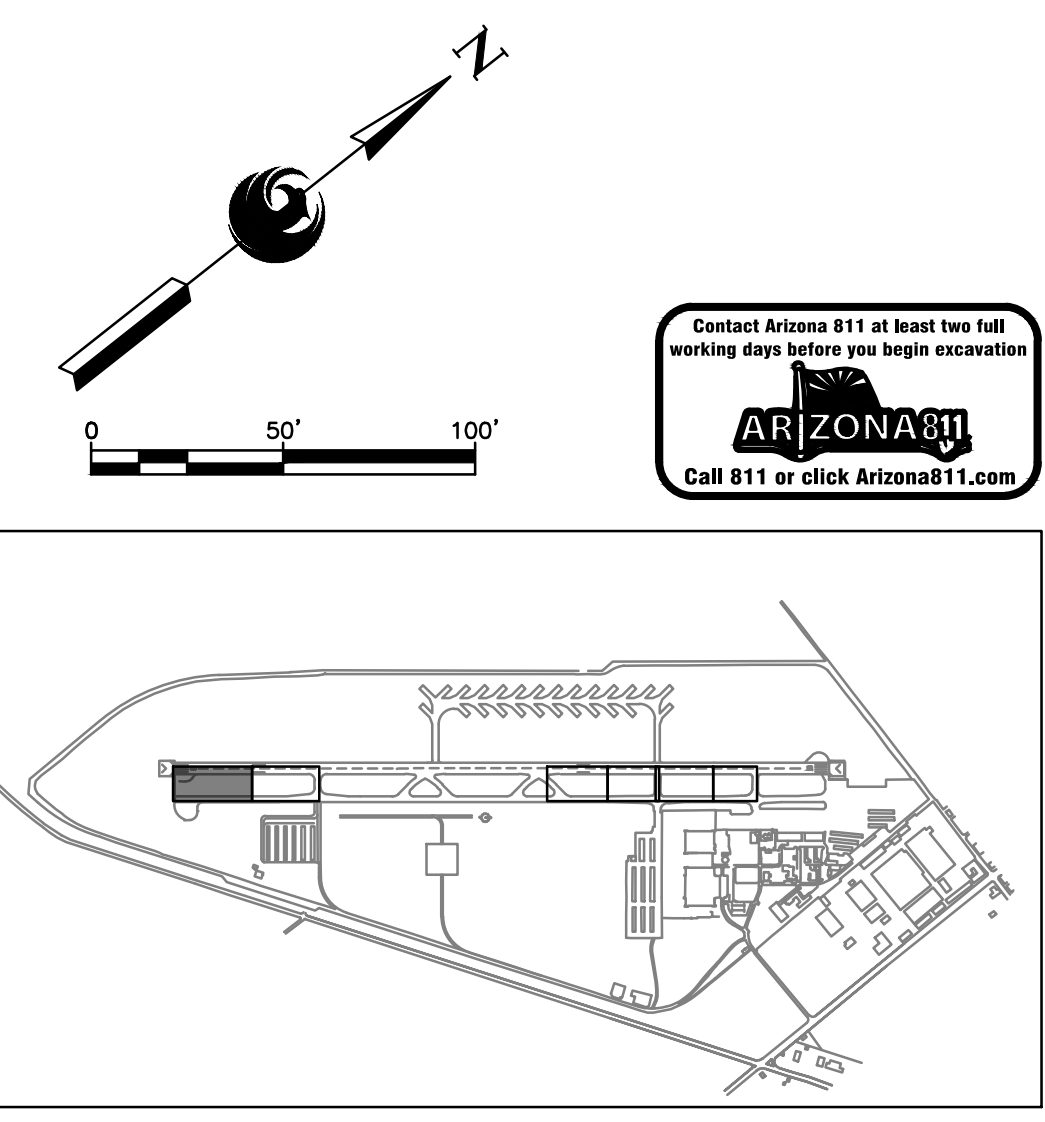 N
0 50' 100'
Contact Arizona 811 at least two full
working days before you begin excavation
ARIZONA811
Call 811 or click Arizona811.com